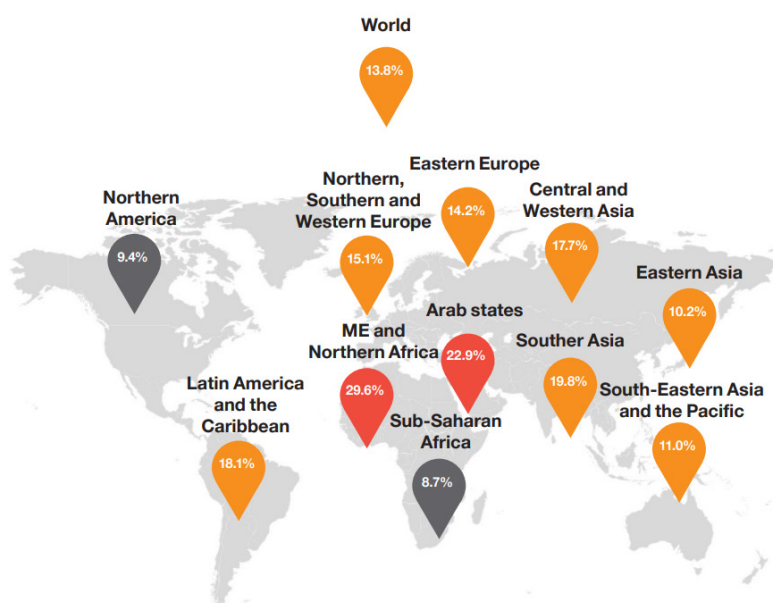 World
13.8%
Eastern Europe
14.2%
Northern,
Southern and
Western Europe
15.1%
Central and
Western Asia
17.7%
Northern
America
9.4%
Eastern Asia
10.2%
Arab states
22.9%
ME and
Northern Africa
29.6%
Souther Asia
19.8%
Latin America
and the
Caribbean
18.1%
Sub-Saharan
Africa
8.7%
South-Eastern Asia
and the Pacific
11.0%